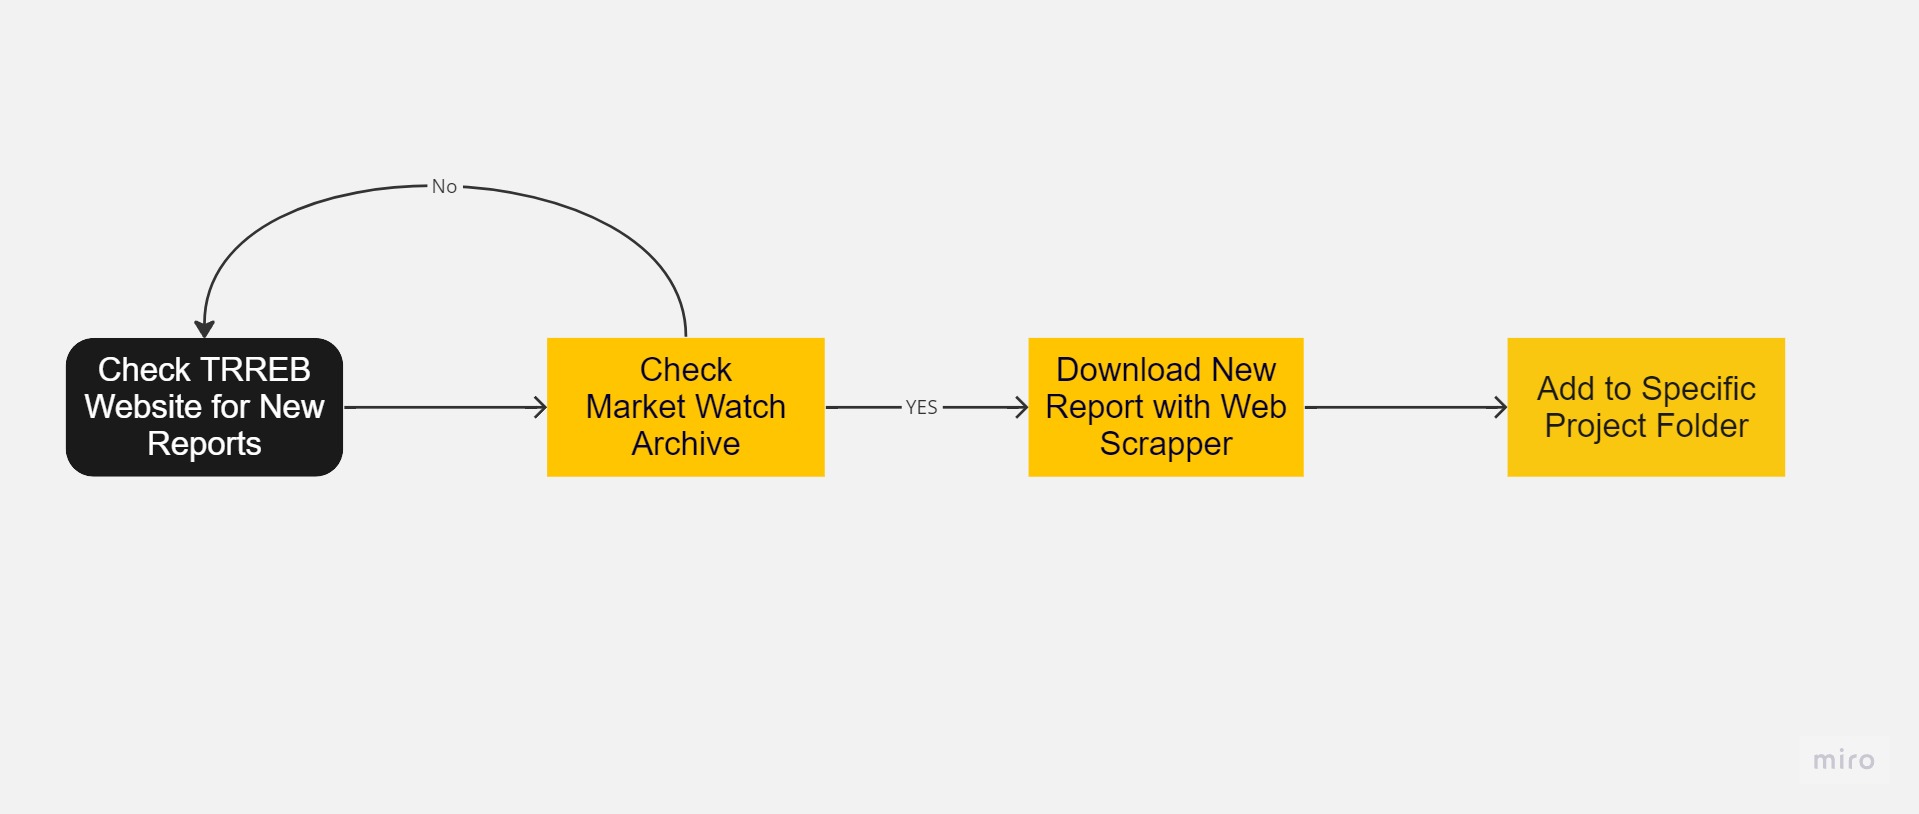 No
Check TRREB
Website for New
Reports
Check
Market Watch
Archive
YES
Download New
Report with Web
Scrapper
Add to Specific
Project Folder
miro